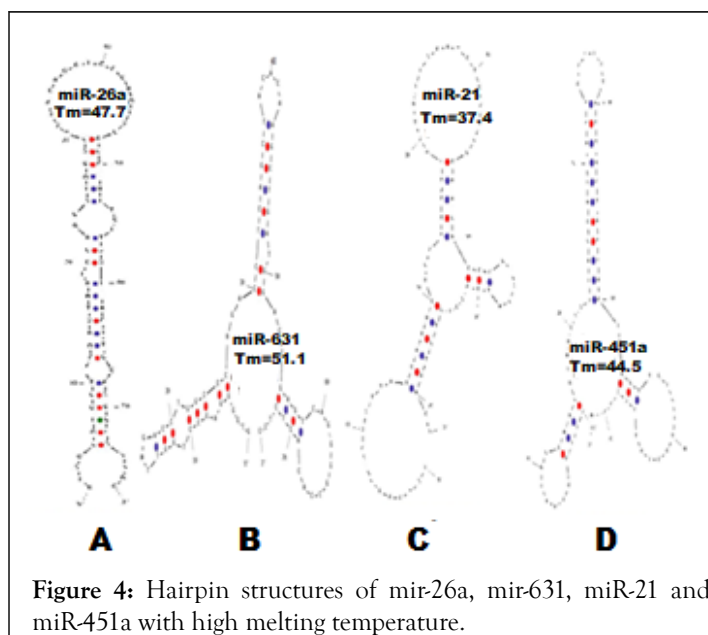 miR-26a
Tm=47.7
miR-631
Tm=51.1
miR-21
Tm=37.4
miR-451a
Tm=44.5
A B C D
Figure 4: Hairpin structures of mir-26a, mir-631, miR-21 and
miR-451a with high melting temperature.